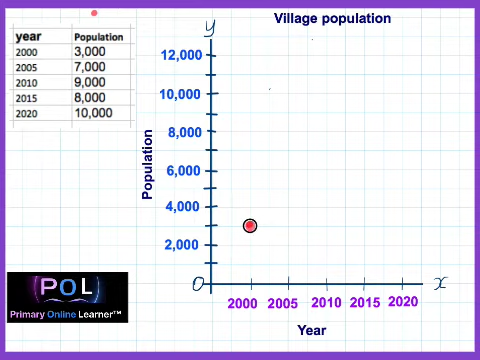 Village population
year Population
2000 3,000
2005 7,000
2010 9,000
2015 8,000
2020 10,000
y
12,000
10,000
8,000
6,000
4,000
2,000
0
Population
x
2000 2005 2010 2015 2020
Year
POL
Primary Online Learner™